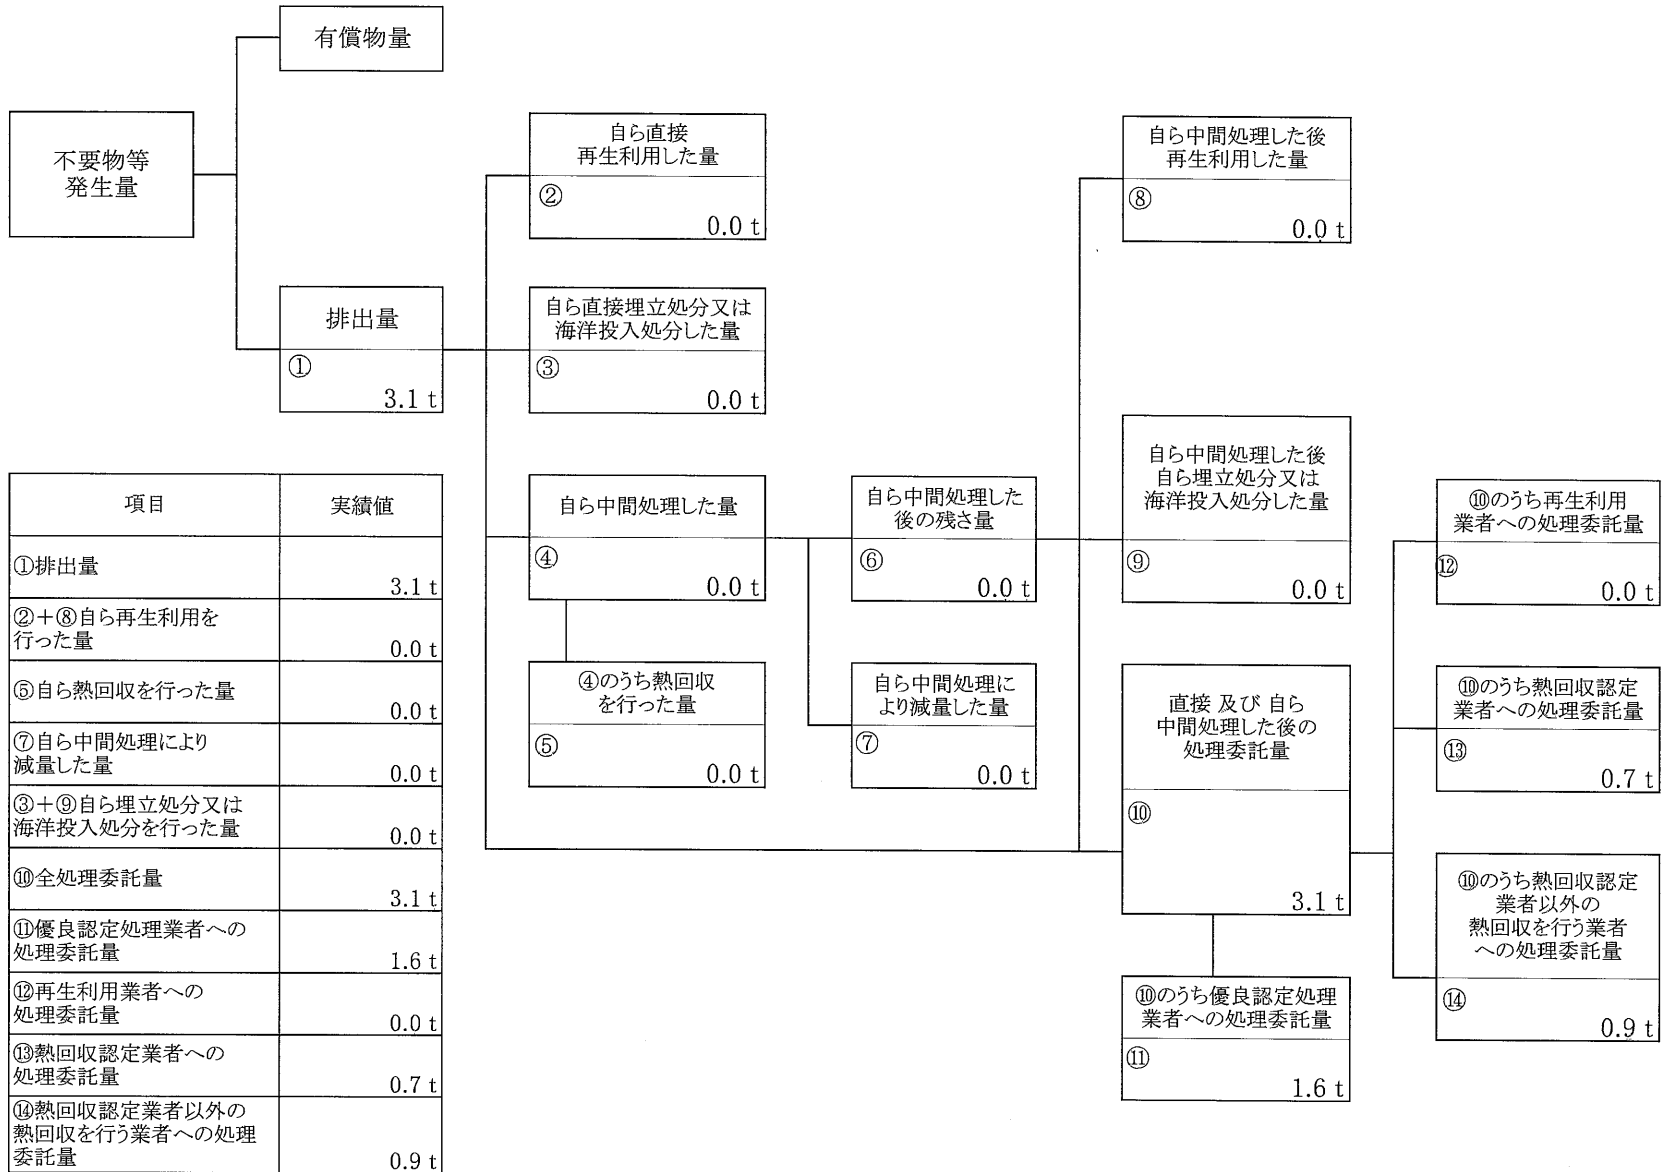 有償物量
不要物等
発生量
排出量
①
3.1 t
自ら直接
再生利用した量
②
0.0 t
自ら直接埋立処分又は
海洋投入処分した量
③
0.0 t
自ら中間処理した量
④
0.0 t
④のうち熱回収
を行った量
⑤
0.0 t
自ら中間処理した
後の残さ量
⑥
0.0 t
自ら中間処理に
より減量した量
⑦
0.0 t
自ら中間処理した後
再生利用した量
⑧
0.0 t
自ら中間処理した後
自ら埋立処分又は
海洋投入処分した量
⑨
0.0 t
直接 及び 自ら
中間処理した後の
処理委託量
⑩
3.1 t
⑩のうち優良認定処理
業者への処理委託量
⑪
1.6 t
⑩のうち再生利用
業者への処理委託量
⑫
0.0 t
⑩のうち熱回収認定
業者への処理委託量
⑬
0.7 t
⑩のうち熱回収認定
業者以外の
熱回収を行う業者
への処理委託量
⑭
0.9 t
項目 実績値
①排出量
3.1 t
②+⑧自ら再生利用を
行った量
0.0 t
⑤自ら熱回収を行った量
0.0 t
⑦自ら中間処理により
減量した量
0.0 t
③+⑨自ら埋立処分又は
海洋投入処分を行った量
0.0 t
⑩全処理委託量
3.1 t
⑪優良認定処理業者への
処理委託量
1.6 t
⑫再生利用業者への
処理委託量
0.0 t
⑬熱回収認定業者への
処理委託量
0.7 t
⑭熱回収認定業者以外の
熱回収を行う業者への処理
委託量
0.9 t